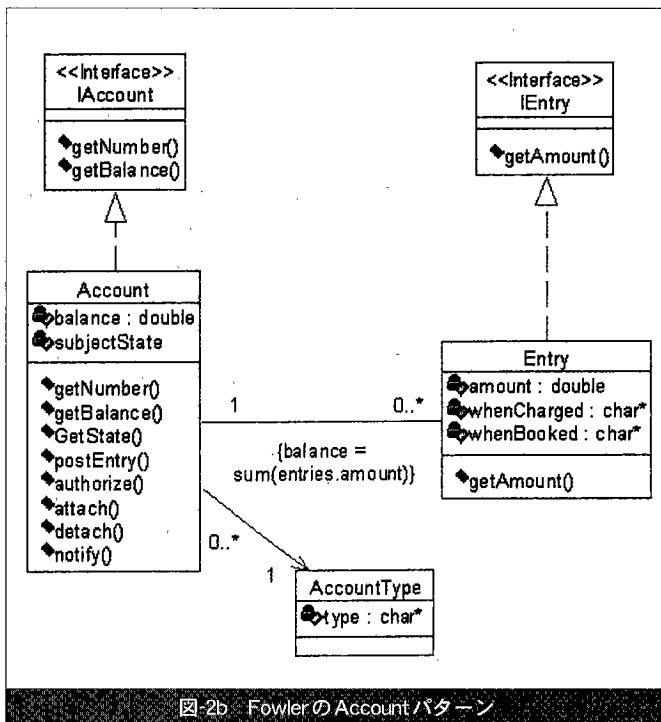 <<Interface>>
IAccount
getNumber()
getBalance()
<<Interface>>
IEntry
getAmount()
Account
balance : double
subjectState
getNumber()
getBalance()
GetState()
postEntry()
authorize()
attach()
detach()
notify()
1
0..*
{balance =
sum(entries.amount)}
Entry
amount : double
whenCharged : char*
whenBooked : char*
getAmount()
0..*
1
AccountType
type : char*
図-2b FowlerのAccountパターン